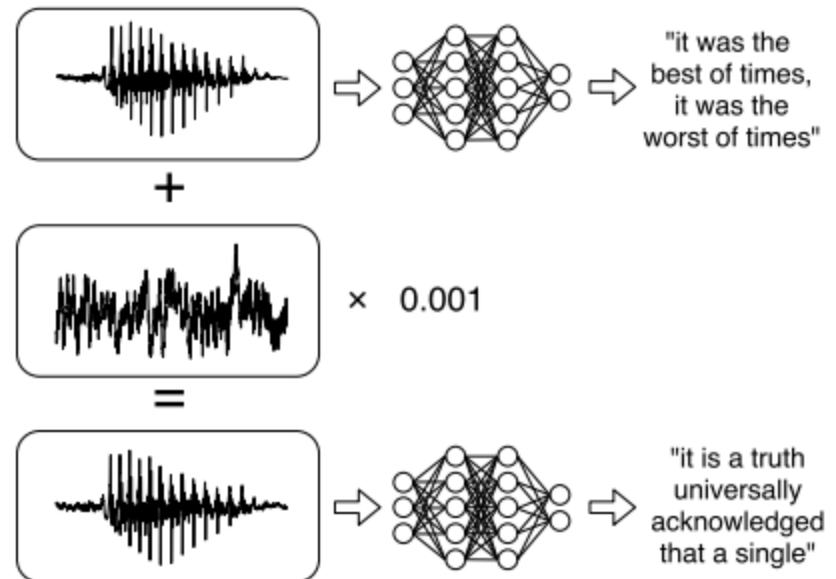 "it was the
best of times,
it was the
worst of times"
+
× 0.001
=
"it is a truth
universally
acknowledged
that a single"